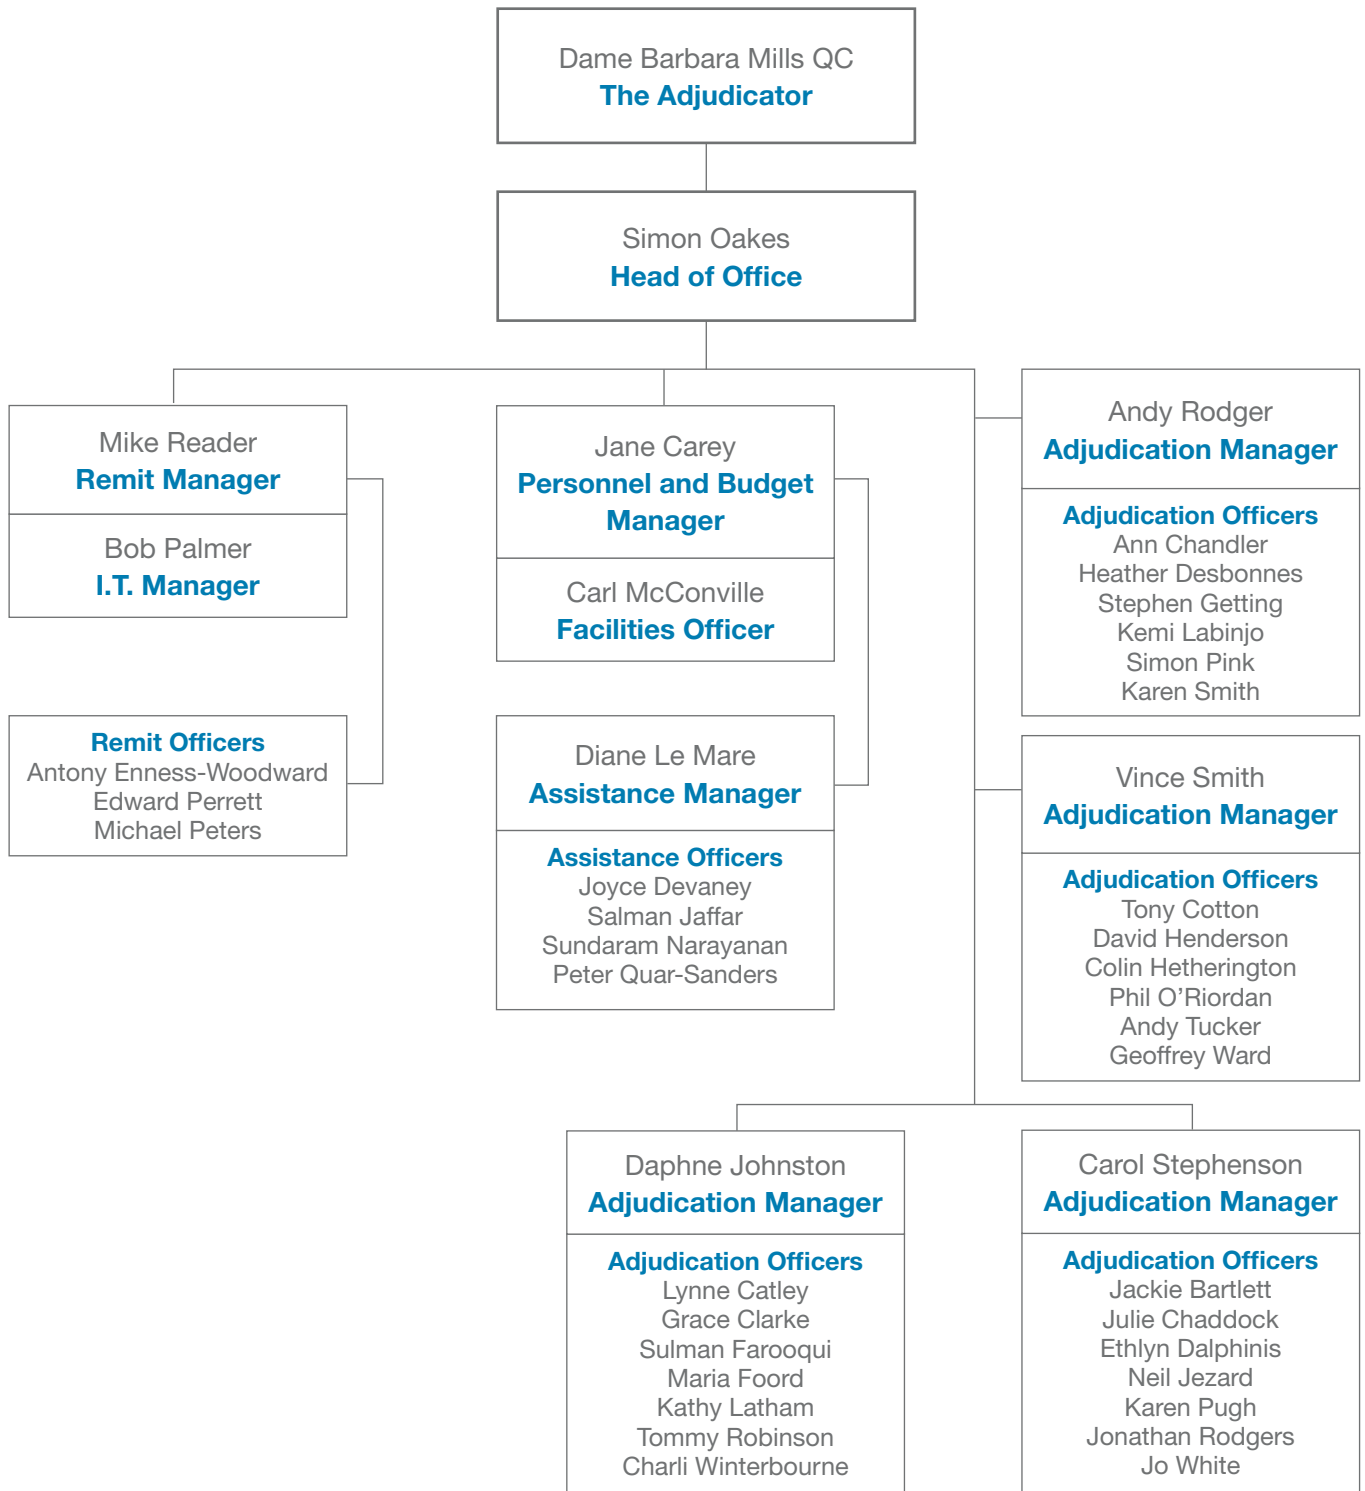 Dame Barbara Mills QC
The Adjudicator
Simon Oakes
Head of Office
Mike Reader
Remit Manager
Bob Palmer
I.T. Manager
Remit Officers
Antony Enness-Woodward
Edward Perrett
Michael Peters
Jane Carey
Personnel and Budget
Manager
Carl McConville
Facilities Officer
Diane Le Mare
Assistance Manager
Assistance Officers
Joyce Devaney
Salman Jaffar
Sundaram Narayanan
Peter Quar-Sanders
Andy Rodger
Adjudication Manager
Adjudication Officers
Ann Chandler
Heather Desbonnes
Stephen Getting
Kemi Labinjo
Simon Pink
Karen Smith
Vince Smith
Adjudication Manager
Adjudication Officers
Tony Cotton
David Henderson
Colin Hetherington
Phil O’Riordan
Andy Tucker
Geoffrey Ward
Daphne Johnston
Adjudication Manager
Adjudication Officers
Lynne Catley
Grace Clarke
Sulman Farooqui
Maria Foord
Kathy Latham
Tommy Robinson
Charli Winterbourne
Carol Stephenson
Adjudication Manager
Adjudication Officers
Jackie Bartlett
Julie Chaddock
Ethlyn Dalphinis
Neil Jezard
Karen Pugh
Jonathan Rodgers
Jo White